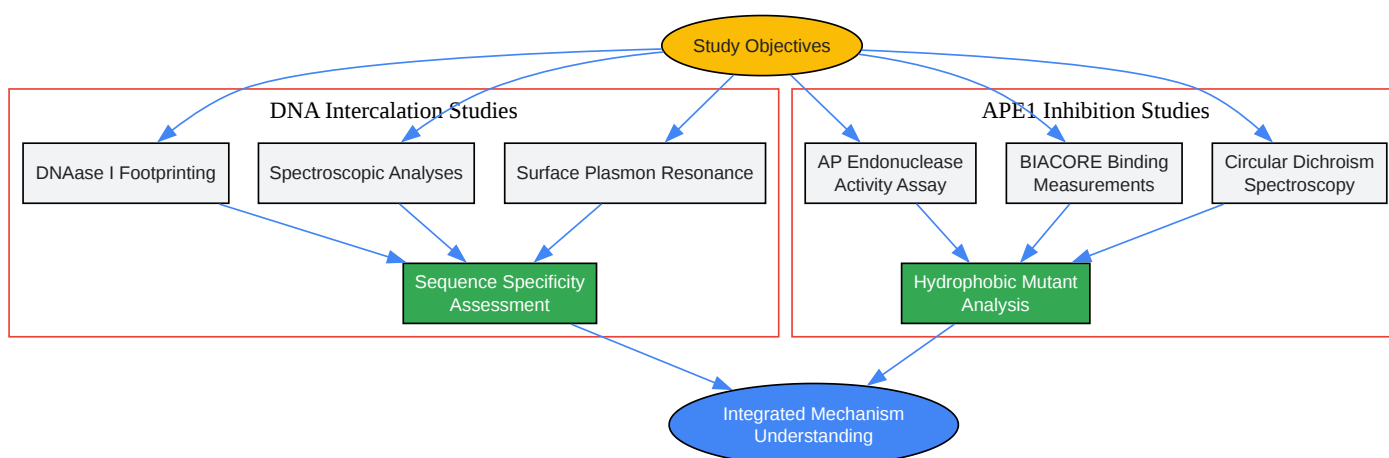 Study Objectives
DNA Intercalation Studies
APE1 Inhibition Studies
DNAase I Footprinting
Spectroscopic Analyses
Surface Plasmon Resonance
AP Endonuclease
Activity Assay
BIACORE Binding
Measurements
Circular Dichroism
Spectroscopy
Sequence Specificity
Assessment
Hydrophobic Mutant
Analysis
Integrated Mechanism
Understanding